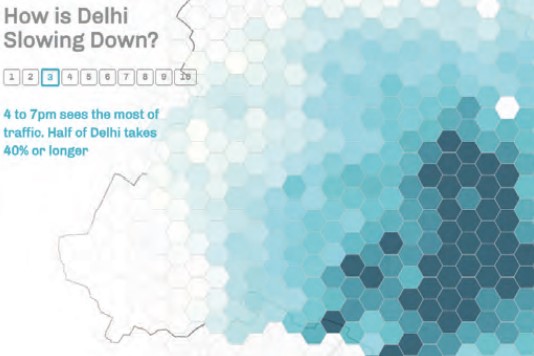 How is Delhi
Slowing Down?
1 2 3 4 5 6 7 8 9 10
4 to 7pm sees the most of
traffic. Half of Delhi takes
40% or longer